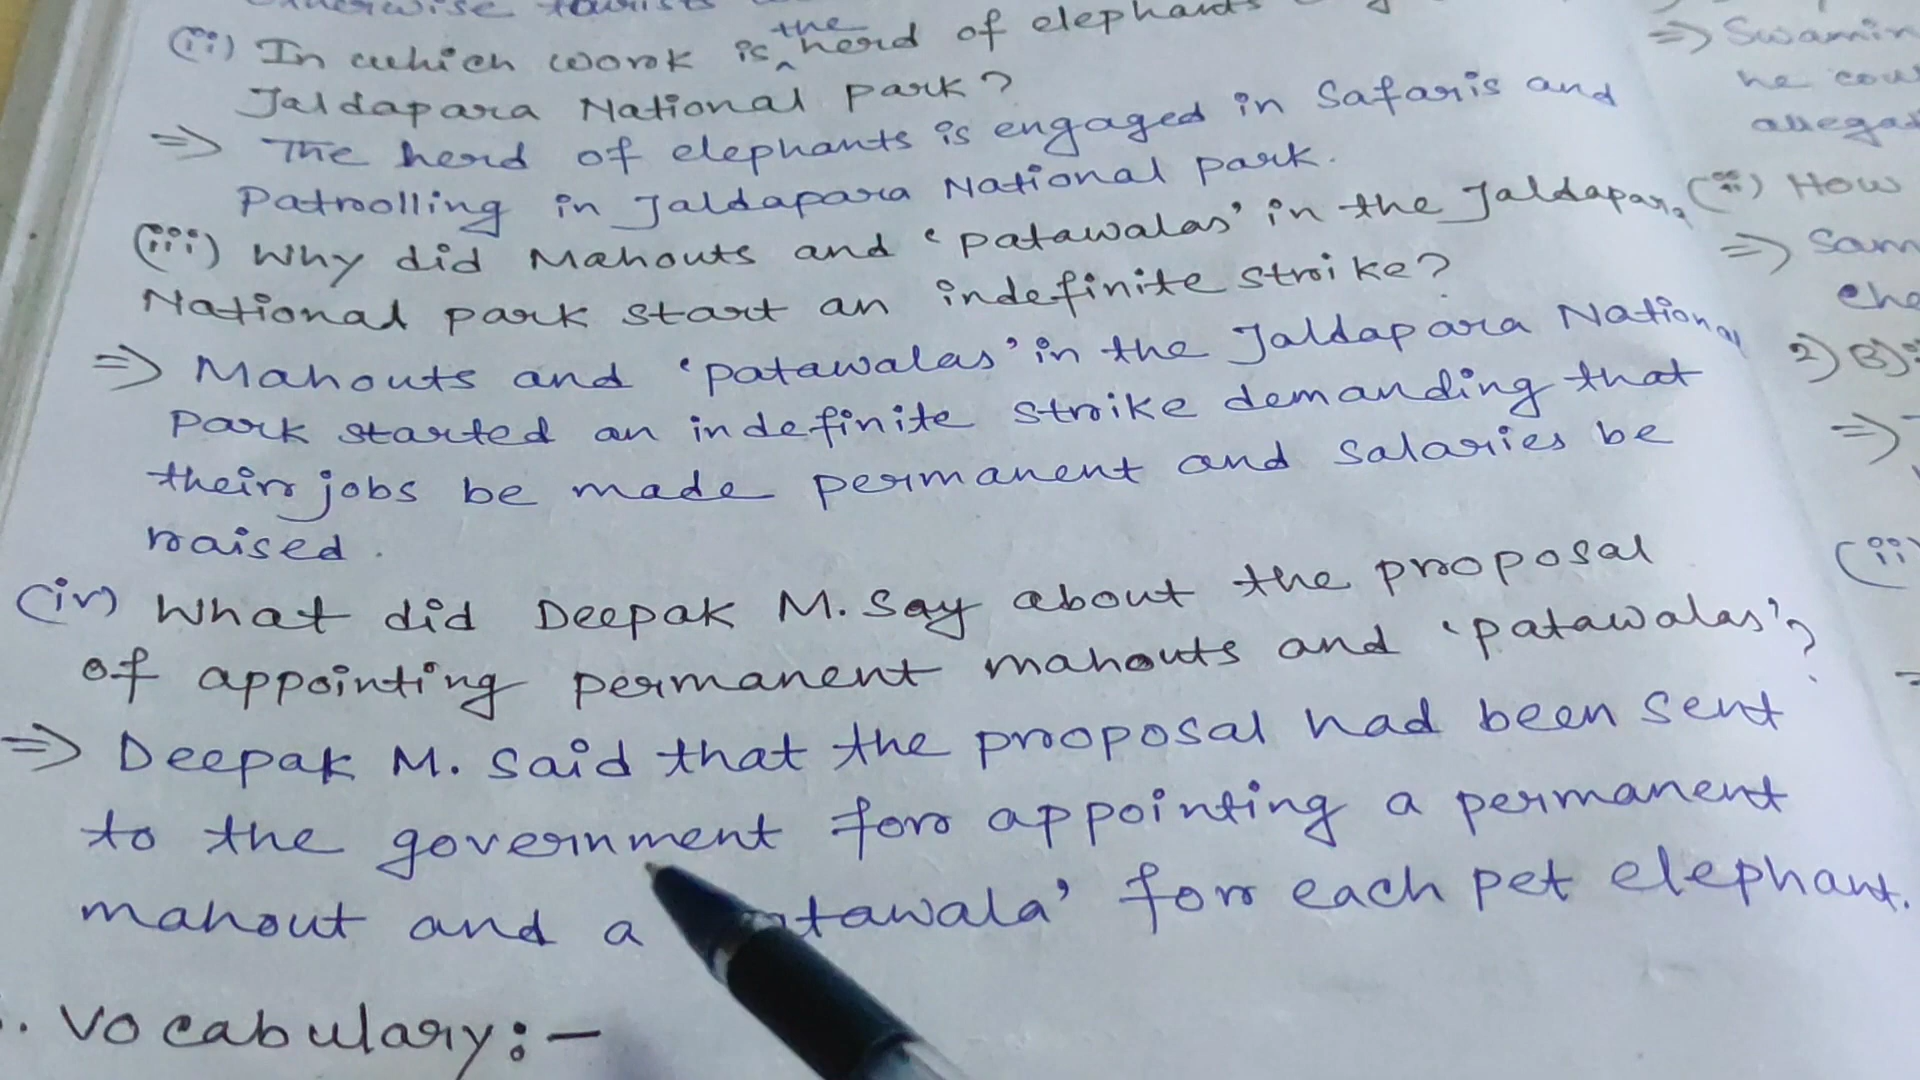 otherwise tourists
(ii) In which work is the herd of elephants
Jaldapara National park?
⇒ The herd of elephants is engaged in Safaris and
Patrolling in Jaldapara National park.
(iii) Why did Mahouts and 'patawalas' in the Jaldapara
National park start an indefinite strike?
⇒ Mahouts and 'patawalas' in the Jaldapara National
Park started an indefinite strike demanding that
their jobs be made permanent and salaries be
raised.
(iv) What did Deepak M. Say about the proposal
of appointing permanent mahouts and 'patawalas'?
⇒ Deepak M. said that the proposal had been sent
to the government for appointing a permanent
mahout and a atawala' for each pet elephant.
. Vocabulary:-
⇒ Swamin
he cou
allegat
(ii) How
⇒ Sam
che
2) B):
⇒
(ii)